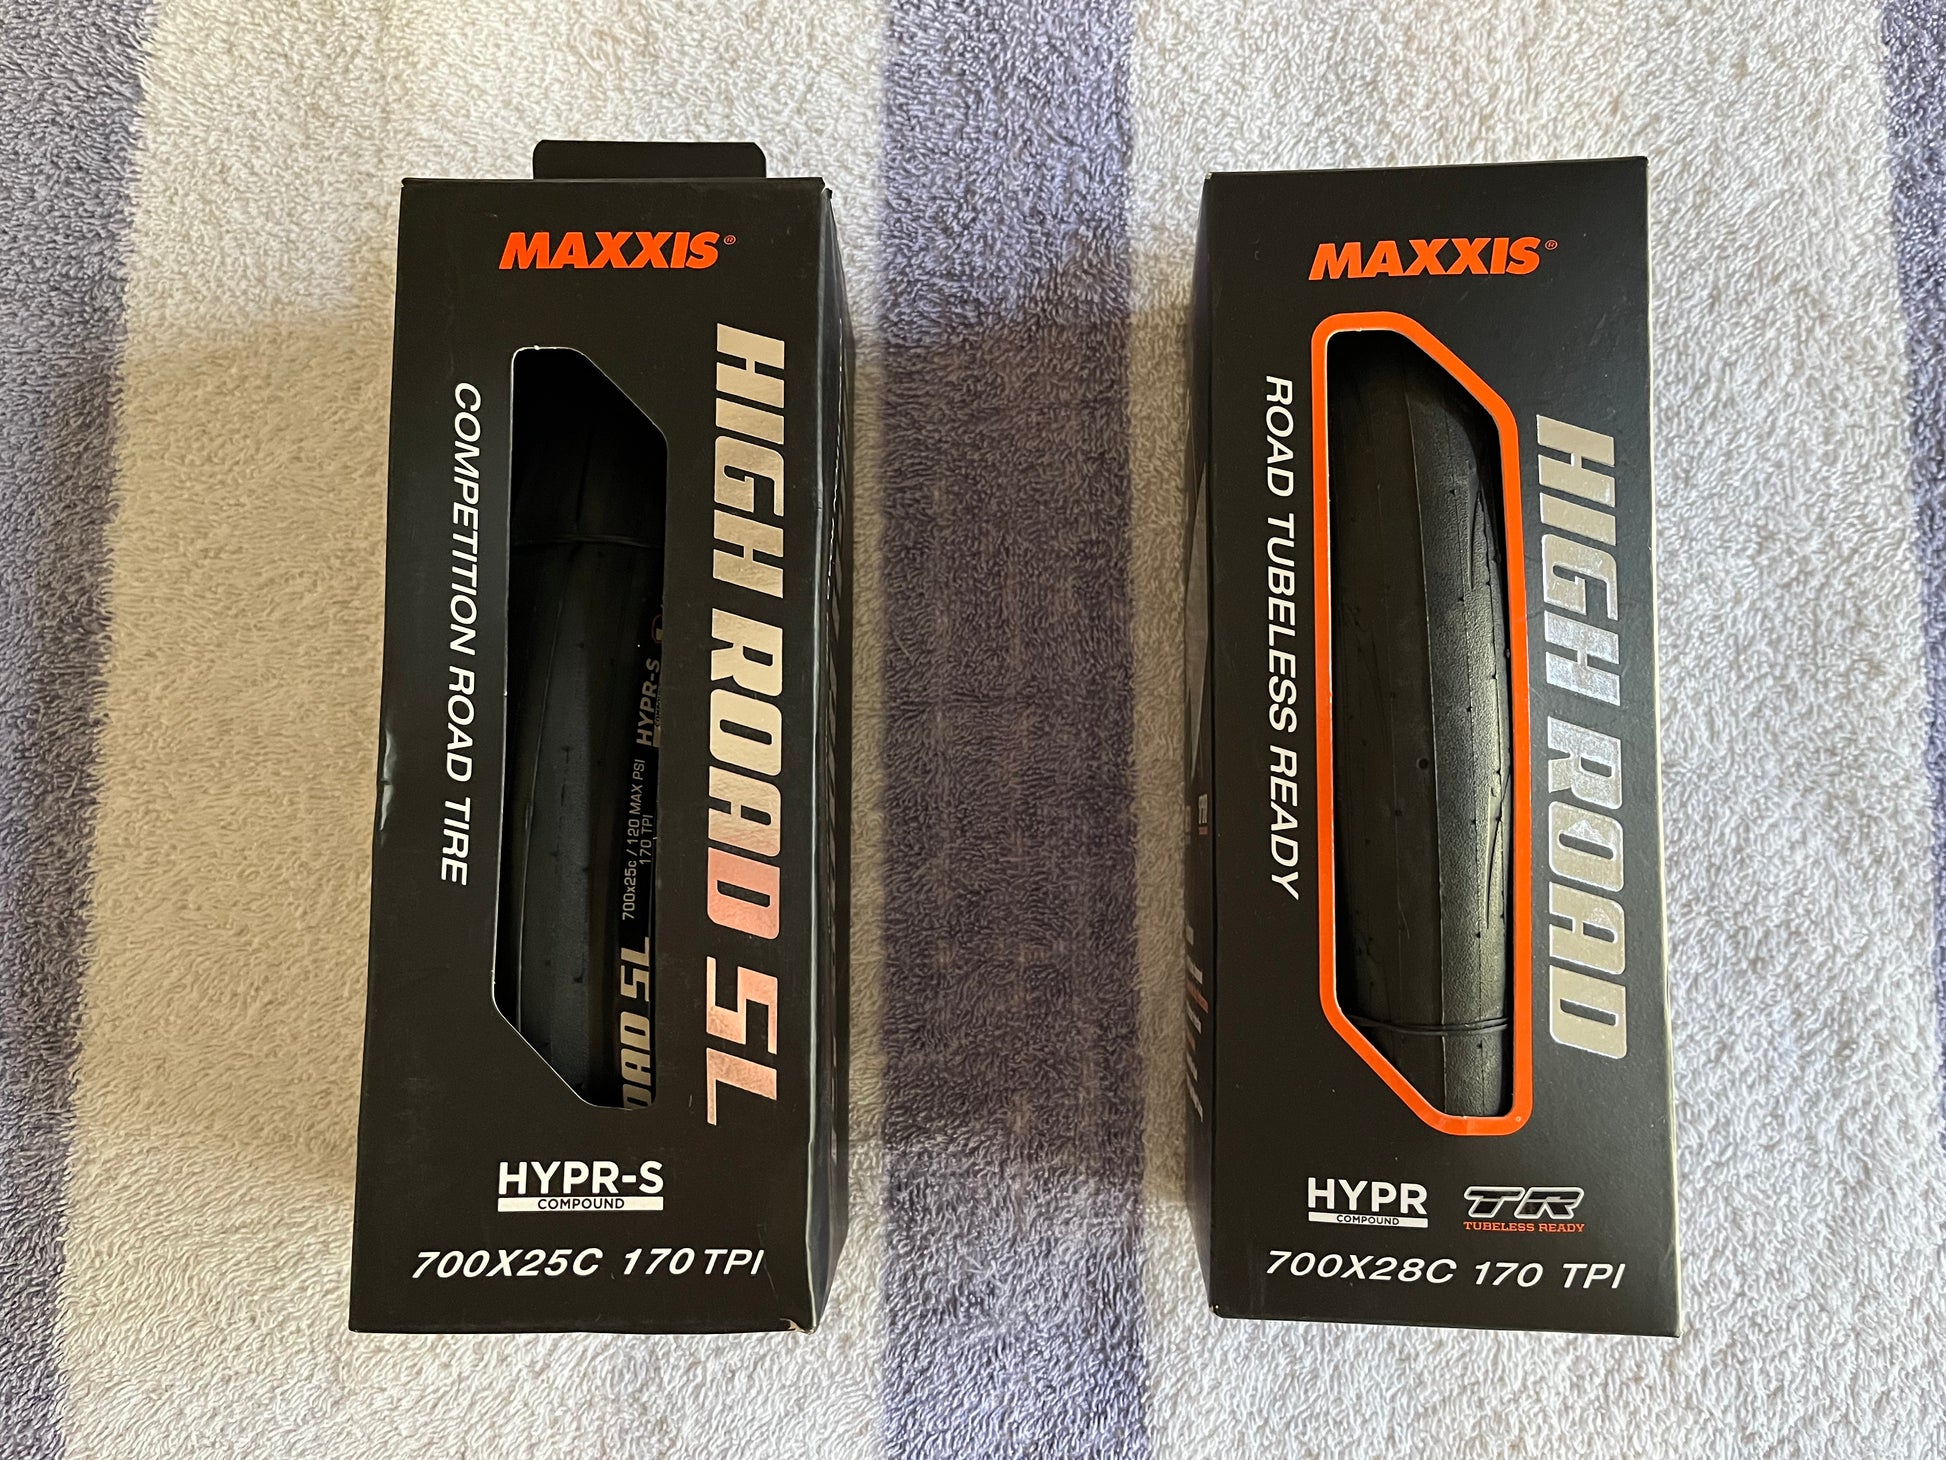 MAXXIS®
HIGH ROAD SL
COMPETITION ROAD TIRE
HYPR-S
700x25c / 120 MAX PSI
170 TPI
OAD SL
HYPR-S
COMPOUND
700X25C 170 TPI
MAXXIS®
HIGH ROAD
ROAD TUBELESS READY
HYPR
COMPOUND
TR
TUBELESS READY
700X28C 170 TPI